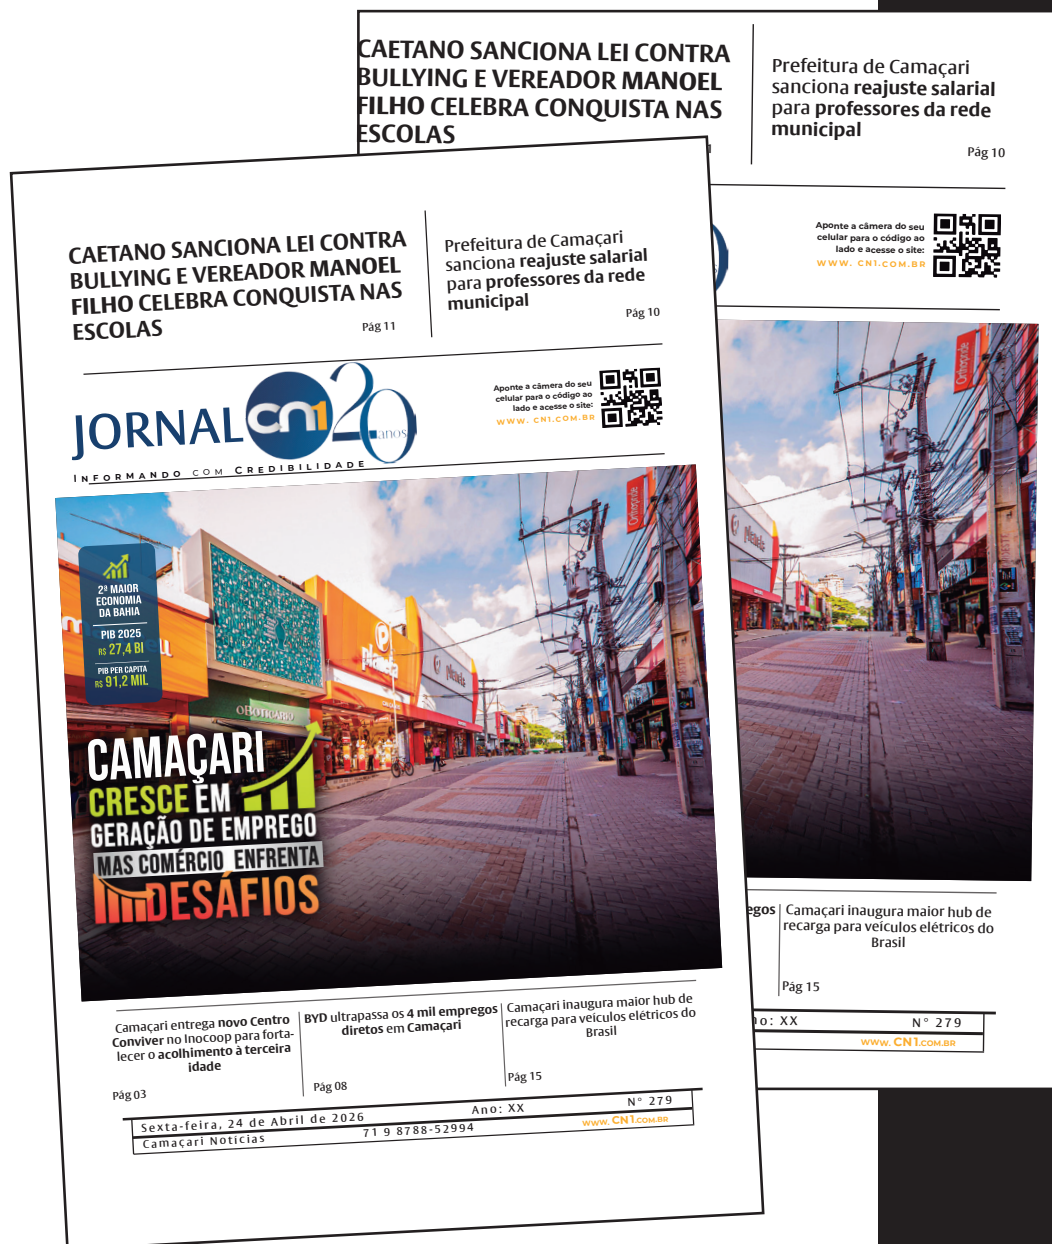 CAETANO SANCIONA LEI CONTRA
BULLYING E VEREADOR MANOEL
FILHO CELEBRA CONQUISTA NAS
ESCOLAS
Prefeitura de Camaçari
sanciona reajuste salarial
para professores da rede
municipal
Pág 10
Aponte a câmera do seu
celular para o código ao
lado e acesse o site:
WWW. CN1.COM.BR
Orthopride
planeta
egos
Camaçari inaugura maior hub de
recarga para veículos elétricos do
Brasil
Pág 15
no: XX
N° 279
www. CN1.COM.BR
CAETANO SANCIONA LEI CONTRA
BULLYING E VEREADOR MANOEL
FILHO CELEBRA CONQUISTA NAS
ESCOLAS
Pág 11
Prefeitura de Camaçari
sanciona reajuste salarial
para professores da rede
municipal
Pág 10
JORNAL cn1 20 anos
INFORMANDO COM CREDIBILIDADE
Aponte a câmera do seu
celular para o código ao
lado e acesse o site:
WWW. CN1.COM.BR
2ª MAIOR
ECONOMIA
DA BAHIA
PIB 2025
R$ 27,4 BI
PIB PER CAPITA
R$ 91,2 MIL
Orthopride
planeta
OBOTICÁRIO
CAMAÇARI
CRESCE EM
GERAÇÃO DE EMPREGO
MAS COMÉRCIO ENFRENTA
DESÁFIOS
Camaçari entrega novo Centro
Conviver no Inocoop para forta-
lecer o acolhimento à terceira
idade
Pág 03
BYD ultrapassa os 4 mil empregos
diretos em Camaçari
Pág 08
Camaçari inaugura maior hub de
recarga para veículos elétricos do
Brasil
Pág 15
Sexta-feira, 24 de Abril de 2026
Ano: XX
N° 279
Camaçari Notícias
71 9 8788-52994
www. CN1.COM.BR